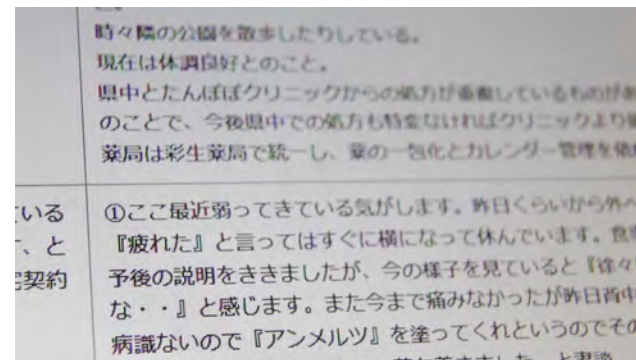 時々隣の公園を散歩したりしている。
現在は体調良好とのこと。
県中とたんぽぽクリニックからの処方が重複しているものがあ
のことで、今後県中での処方も特変なければクリニックより
薬局は彩生薬局で統一し、薬の一包化とカレンダー管理を依
いる
す、と
契約
①ここ最近弱ってきている気がします。昨日くらいから外へ
『疲れた』と言ってはすぐに横になって休んでいます。食
予後の説明をききましたが、今の様子を見ていると『徐々
な・・』と感じます。また今まで痛みなかったが昨日背中
病識ないので『アンメルツ』を塗ってくれというのでその